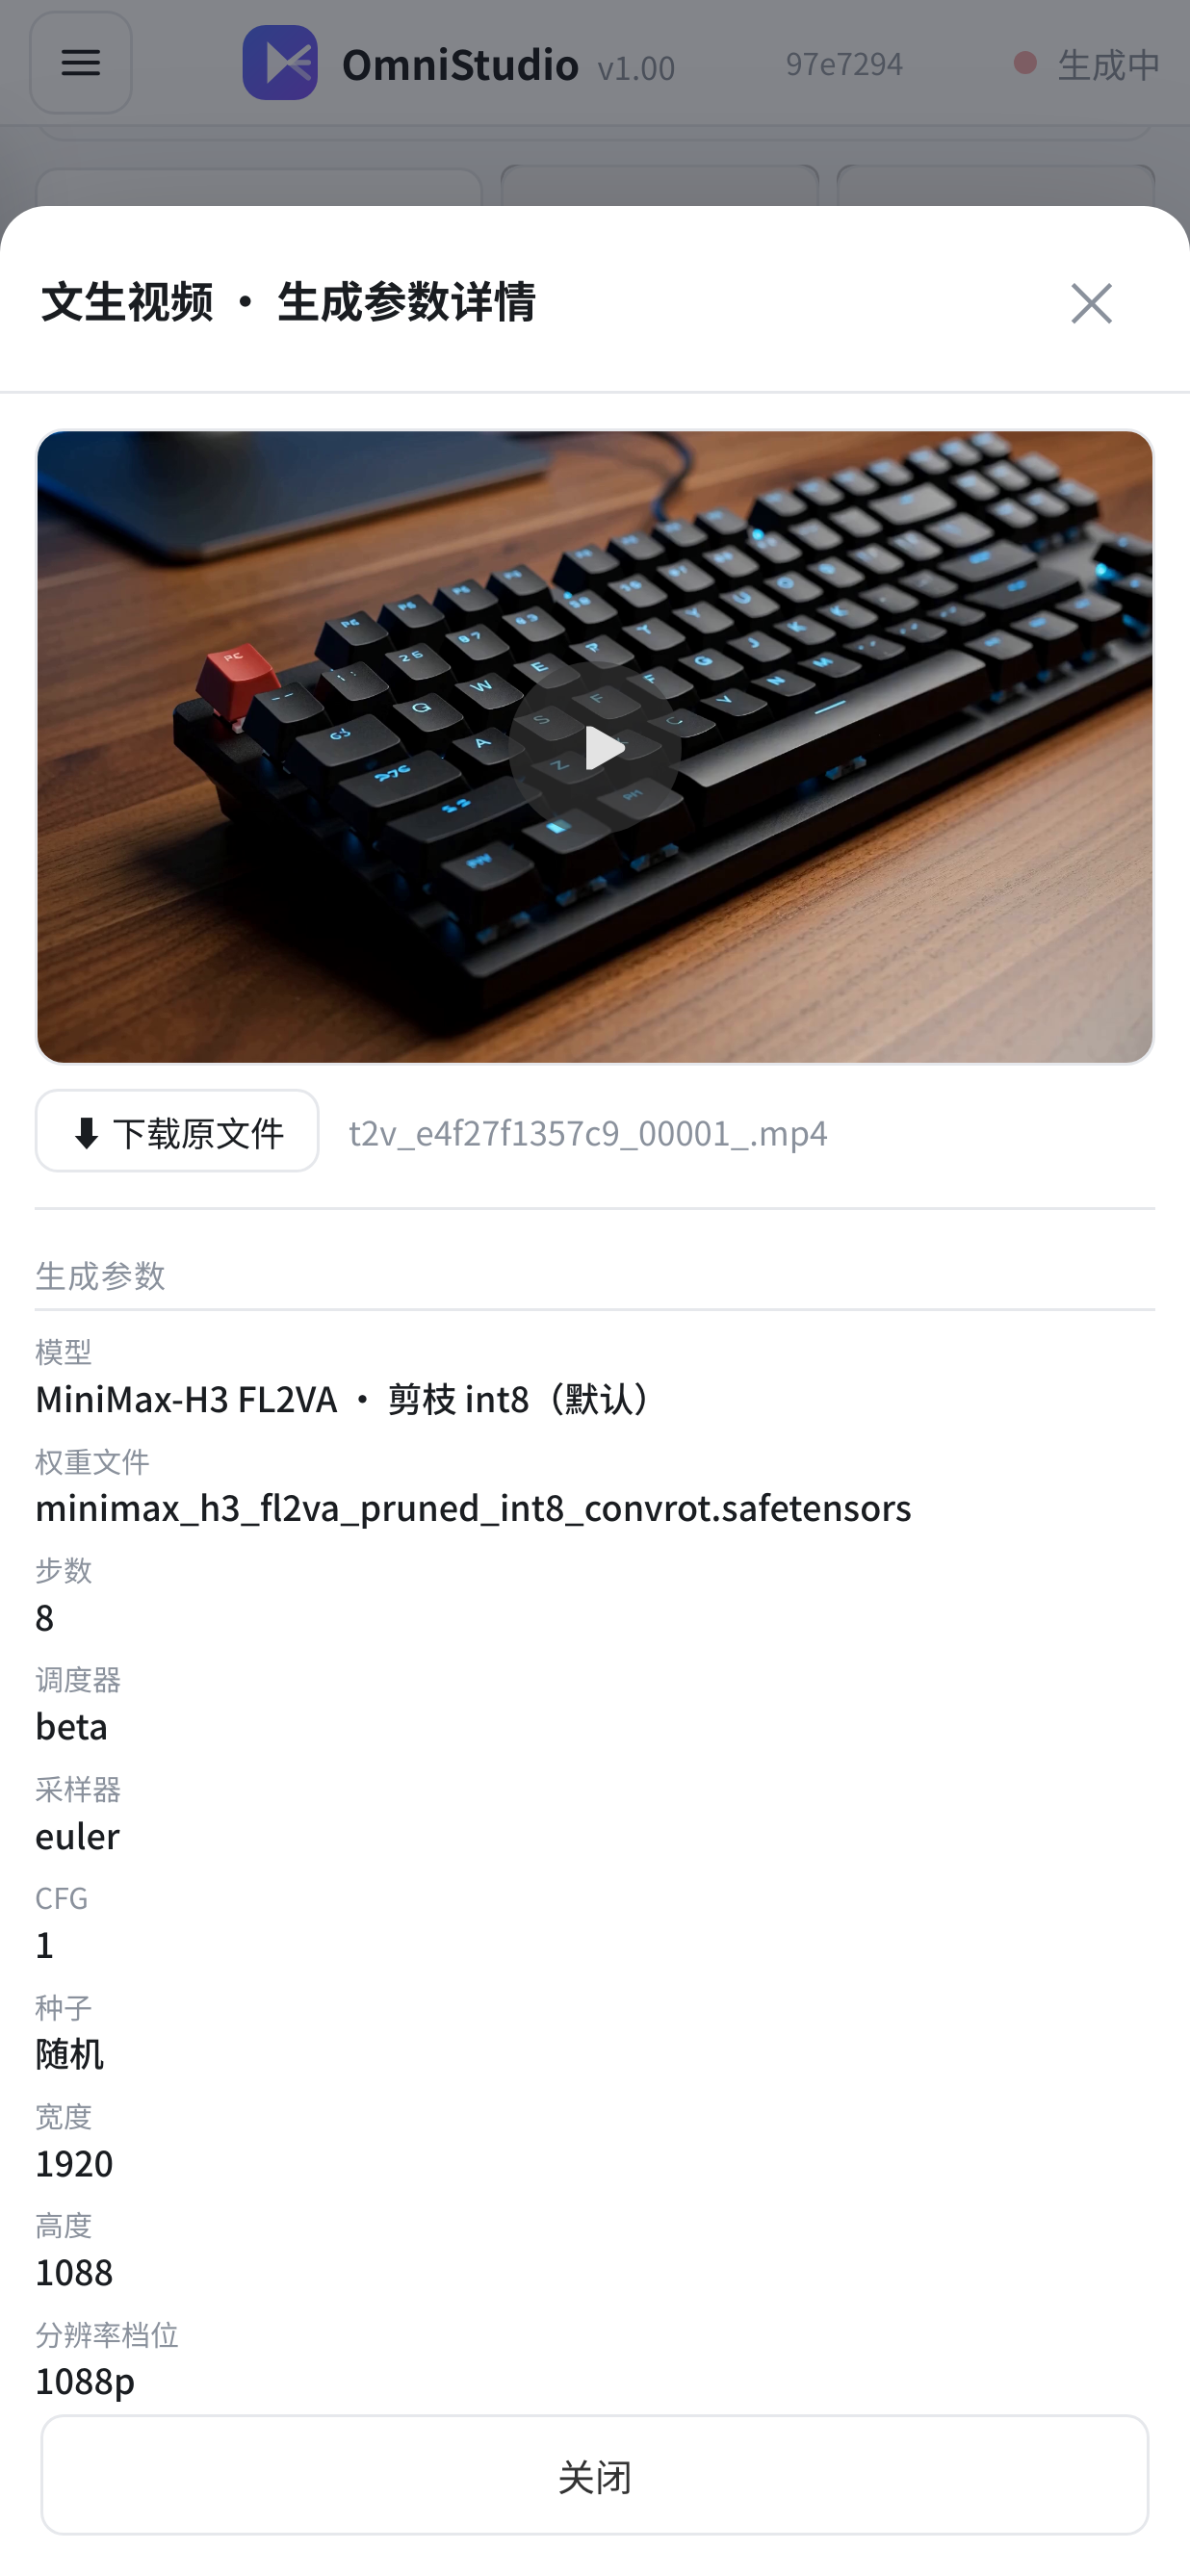 OmniStudio v1.00 97e7294 生成中
文生视频 · 生成参数详情
下载原文件 t2v_e4f27f1357c9_00001_.mp4
生成参数
模型
MiniMax-H3 FL2VA · 剪枝 int8（默认）
权重文件
minimax_h3_fl2va_pruned_int8_convrot.safetensors
步数
8
调度器
beta
采样器
euler
CFG
1
种子
随机
宽度
1920
高度
1088
分辨率档位
1088p
关闭